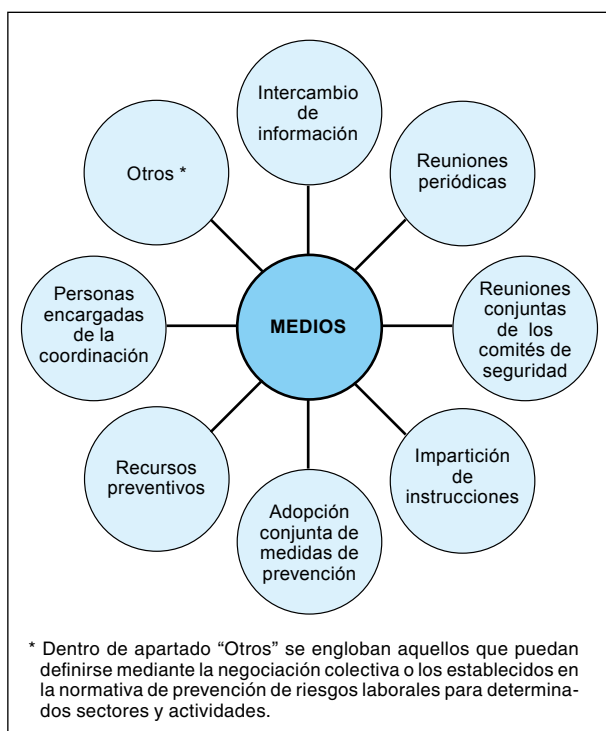 Intercambio
de
información
Reuniones
periódicas
Reuniones
conjuntas
de los
comités de
seguridad
Impartición
de
instrucciones
Adopción
conjunta de
medidas de
prevención
Recursos
preventivos
Personas
encargadas
de la
coordinación
Otros *
MEDIOS
* Dentro de apartado “Otros” se engloban aquellos que puedan
definirse mediante la negociación colectiva o los establecidos en
la normativa de prevención de riesgos laborales para determina-
dos sectores y actividades.